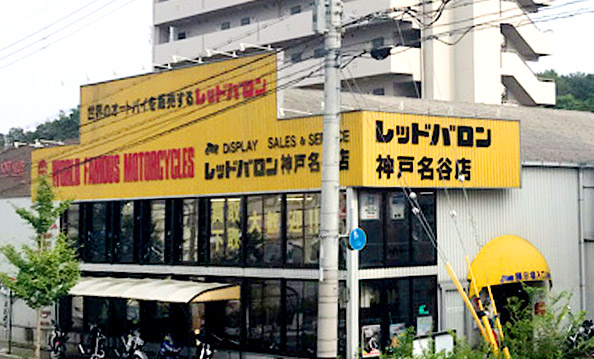 世界のオートバイを販売するレッドバロン
WORLD FAMOUS MOTORCYCLES
DISPLAY SALES & SERVICE
レッドバロン 神戸名谷店
レッドバロン
神戸名谷店